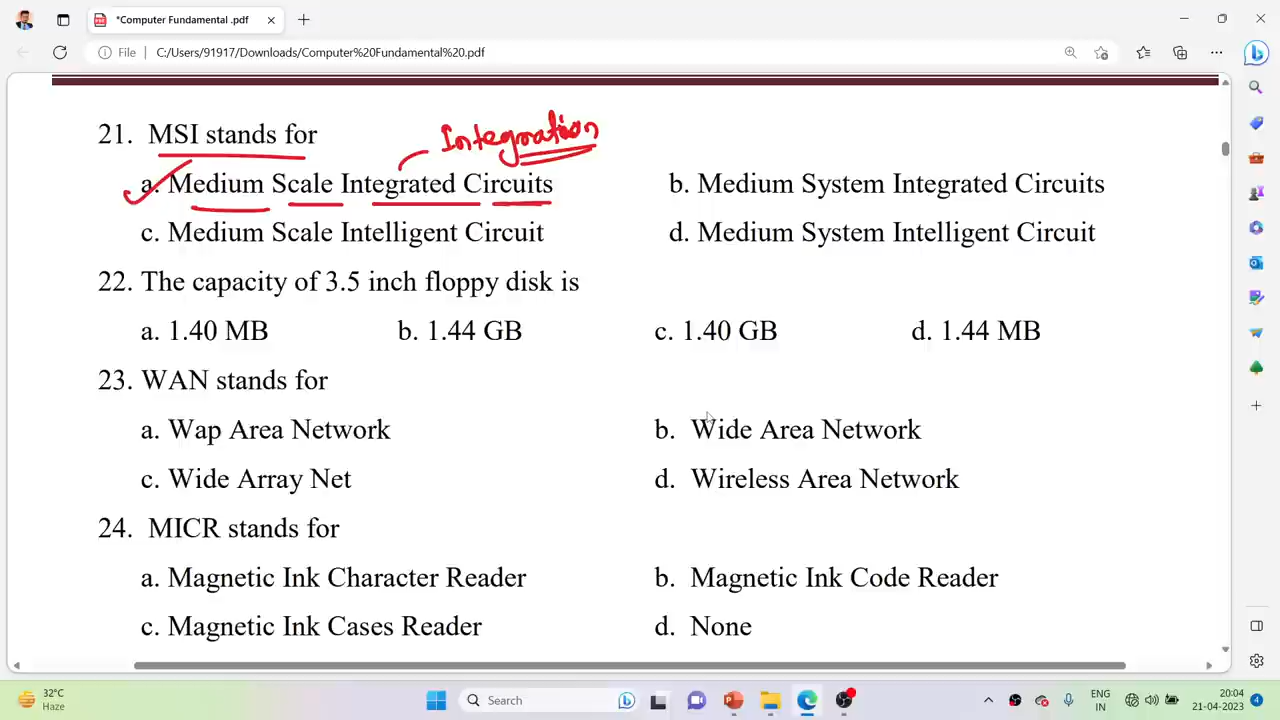 *Computer Fundamental .pdf
File C:/Users/91917/Downloads/Computer%20Fundamental%20.pdf
21. MSI stands for
Integration
a. Medium Scale Integrated Circuits b. Medium System Integrated Circuits
c. Medium Scale Intelligent Circuit d. Medium System Intelligent Circuit
22. The capacity of 3.5 inch floppy disk is
a. 1.40 MB b. 1.44 GB c. 1.40 GB d. 1.44 MB
23. WAN stands for
a. Wap Area Network b. Wide Area Network
c. Wide Array Net d. Wireless Area Network
24. MICR stands for
a. Magnetic Ink Character Reader b. Magnetic Ink Code Reader
c. Magnetic Ink Cases Reader d. None
32°C
Haze
Search
ENG
IN
20:04
21-04-2023
4